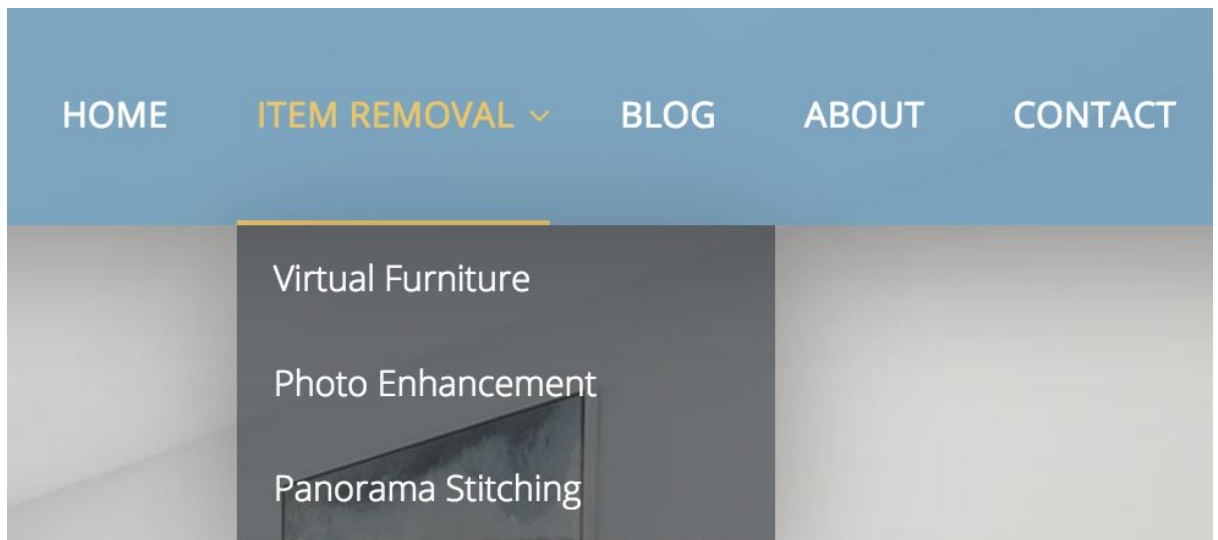 HOME ITEM REMOVAL BLOG ABOUT CONTACT
Virtual Furniture
Photo Enhancement
Panorama Stitching